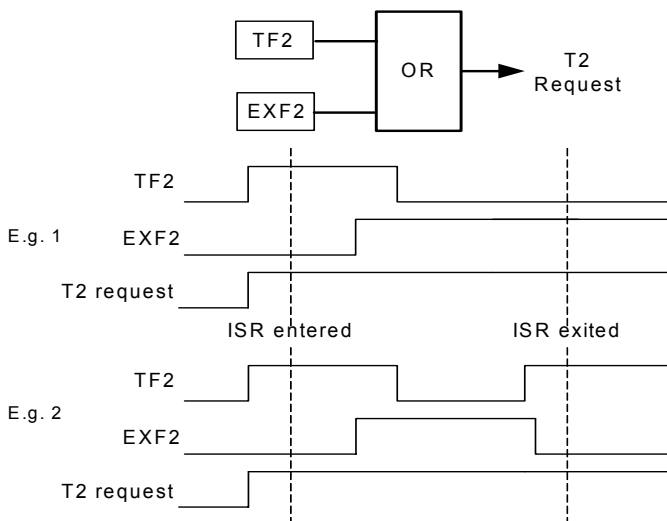 TF2
EXF2
OR
T2
Request
TF2
E.g. 1
EXF2
T2 request
ISR entered
ISR exited
TF2
E.g. 2
EXF2
T2 request